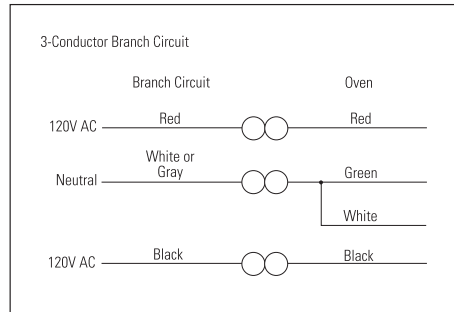 3-Conductor Branch Circuit
Branch Circuit Oven
120V AC Red Red
Neutral White or
Gray Green
White
120V AC Black Black